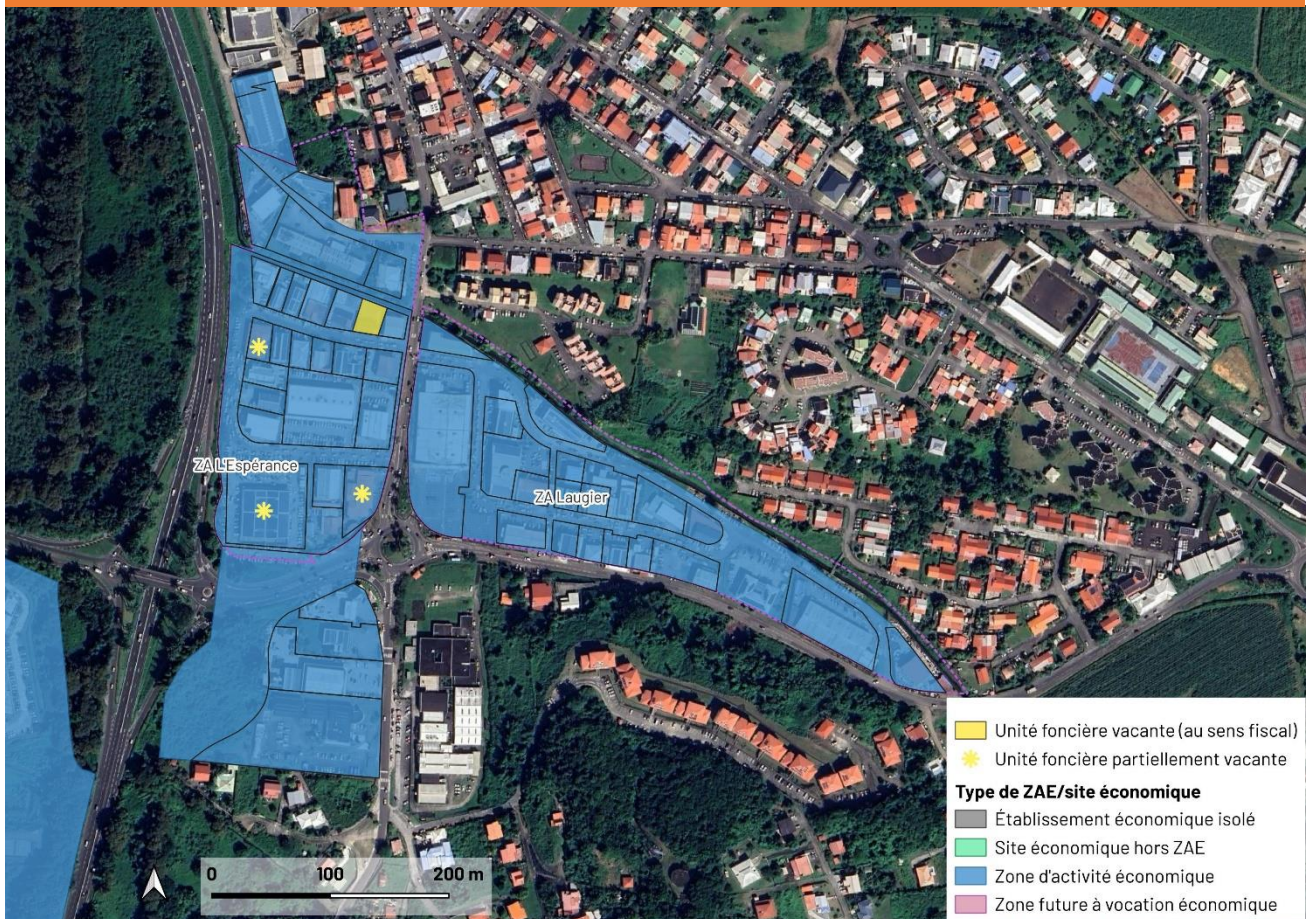 ZA L'Espérance
ZA Laugier
0 100 200 m
Unité foncière vacante (au sens fiscal)
Unité foncière partiellement vacante
Type de ZAE/site économique
Établissement économique isolé
Site économique hors ZAE
Zone d'activité économique
Zone future à vocation économique